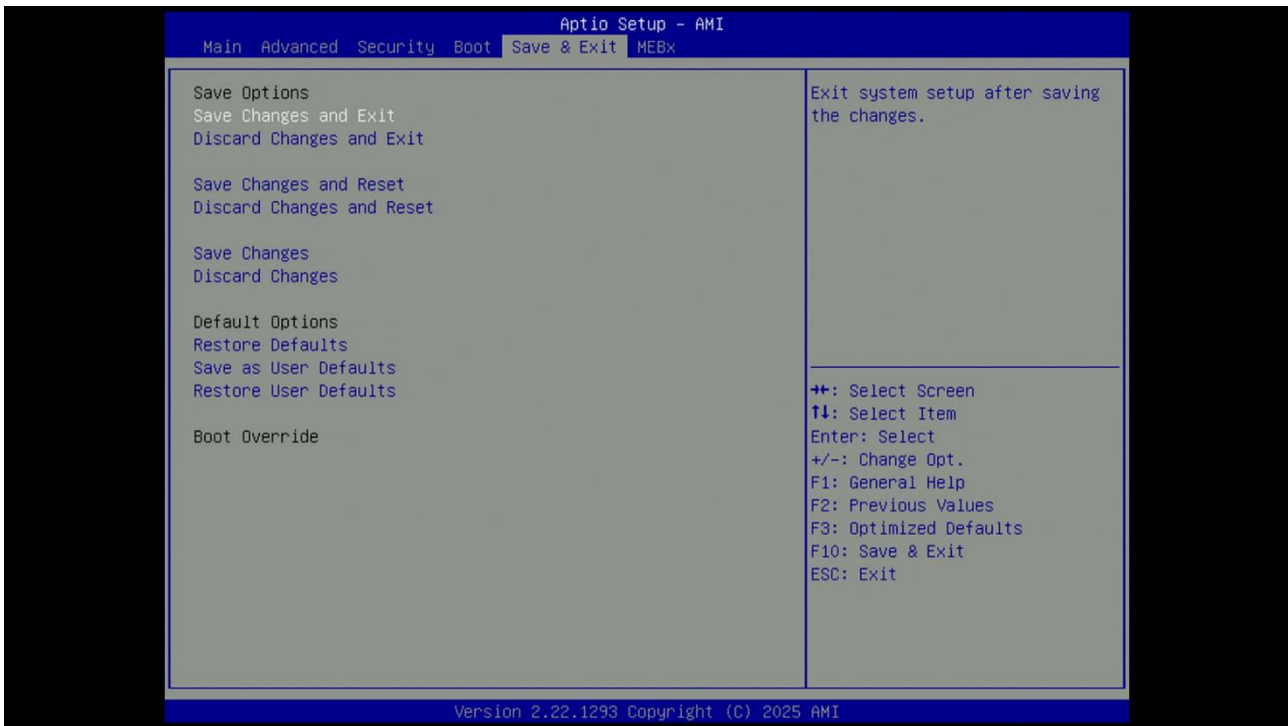 Aptio Setup - AMI
Main Advanced Security Boot Save & Exit MEBx
Save Options
Save Changes and Exit
Discard Changes and Exit
Save Changes and Reset
Discard Changes and Reset
Save Changes
Discard Changes
Default Options
Restore Defaults
Save as User Defaults
Restore User Defaults
Boot Override
Exit system setup after saving
the changes.
→←: Select Screen
↑↓: Select Item
Enter: Select
+/-: Change Opt.
F1: General Help
F2: Previous Values
F3: Optimized Defaults
F10: Save & Exit
ESC: Exit
Version 2.22.1293 Copyright (C) 2025 AMI